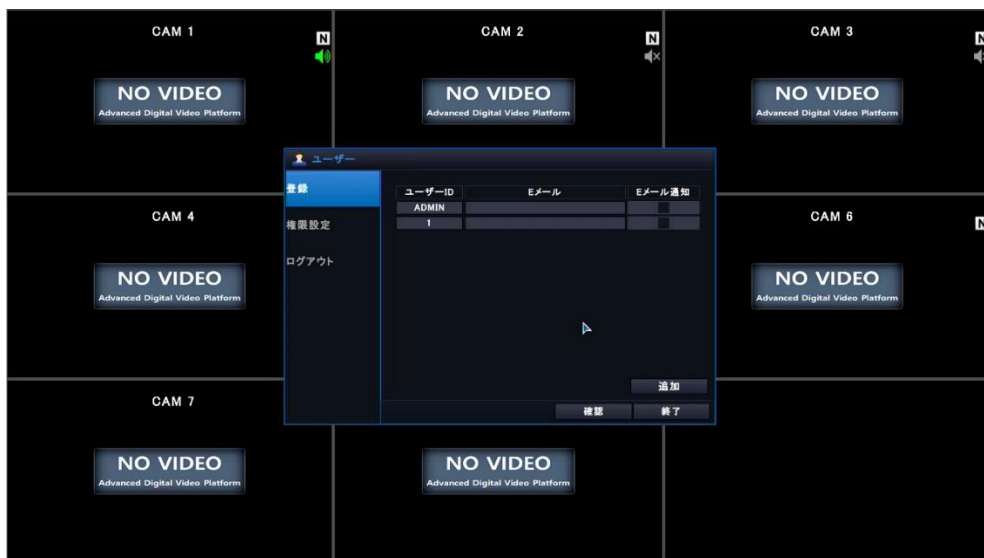 CAM 1
N
CAM 2
N
CAM 3
N
NO VIDEO
Advanced Digital Video Platform
NO VIDEO
Advanced Digital Video Platform
NO VIDEO
Advanced Digital Video Platform
ユーザー
登録
権限設定
ログアウト
ユーザーID
Eメール
Eメール通知
ADMIN
1
追加
確認
終了
CAM 4
CAM 6
N
NO VIDEO
Advanced Digital Video Platform
NO VIDEO
Advanced Digital Video Platform
CAM 7
NO VIDEO
Advanced Digital Video Platform
NO VIDEO
Advanced Digital Video Platform